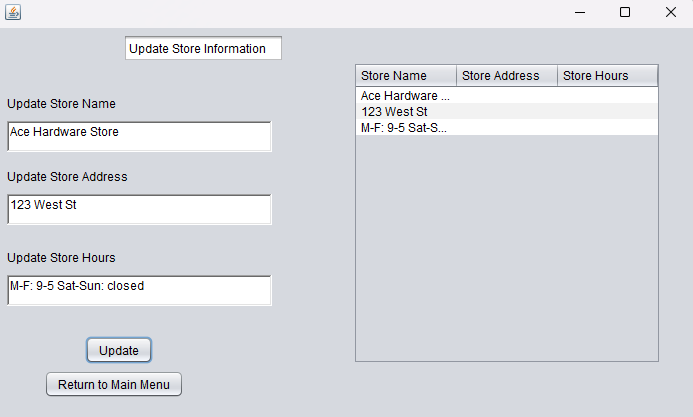 Update Store Information
Update Store Name
Ace Hardware Store
Update Store Address
123 West St
Update Store Hours
M-F: 9-5 Sat-Sun: closed
Update
Return to Main Menu
Store Name Store Address Store Hours
Ace Hardware ...
123 West St
M-F: 9-5 Sat-S...